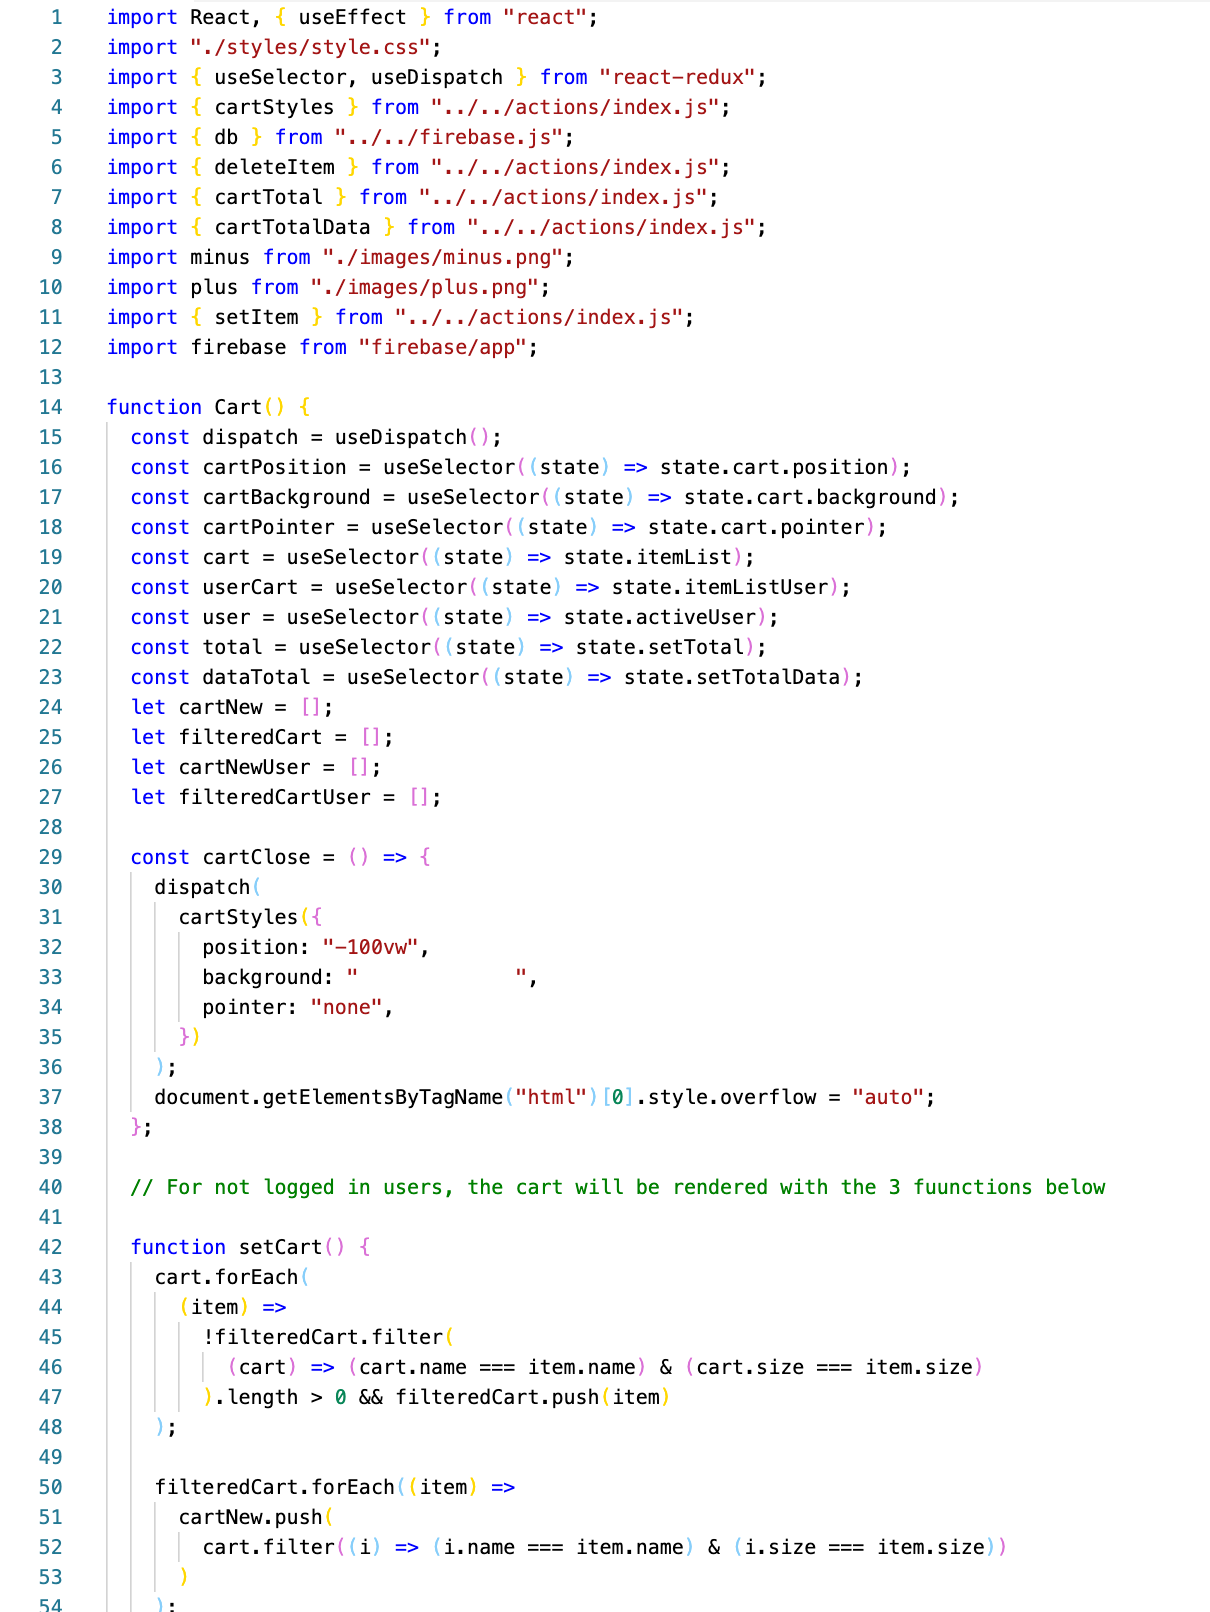 1 import React, { useEffect } from "react";
2 import "./styles/style.css";
3 import { useSelector, useDispatch } from "react-redux";
4 import { cartStyles } from "../../actions/index.js";
5 import { db } from "../../firebase.js";
6 import { deleteItem } from "../../actions/index.js";
7 import { cartTotal } from "../../actions/index.js";
8 import { cartTotalData } from "../../actions/index.js";
9 import minus from "./images/minus.png";
10 import plus from "./images/plus.png";
11 import { setItem } from "../../actions/index.js";
12 import firebase from "firebase/app";
13
14 function Cart() {
15   const dispatch = useDispatch();
16   const cartPosition = useSelector((state) => state.cart.position);
17   const cartBackground = useSelector((state) => state.cart.background);
18   const cartPointer = useSelector((state) => state.cart.pointer);
19   const cart = useSelector((state) => state.itemList);
20   const userCart = useSelector((state) => state.itemListUser);
21   const user = useSelector((state) => state.activeUser);
22   const total = useSelector((state) => state.setTotal);
23   const dataTotal = useSelector((state) => state.setTotalData);
24   let cartNew = [];
25   let filteredCart = [];
26   let cartNewUser = [];
27   let filteredCartUser = [];
28
29   const cartClose = () => {
30     dispatch(
31       cartStyles({
32         position: "-100vw",
33         background: "             ",
34         pointer: "none",
35       })
36     );
37     document.getElementsByTagName("html")[0].style.overflow = "auto";
38   };
39
40   // For not logged in users, the cart will be rendered with the 3 fuunctions below
41
42   function setCart() {
43     cart.forEach(
44       (item) =>
45         !filteredCart.filter(
46           (cart) => (cart.name === item.name) & (cart.size === item.size)
47         ).length > 0 && filteredCart.push(item)
48     );
49
50     filteredCart.forEach((item) =>
51       cartNew.push(
52         cart.filter((i) => (i.name === item.name) & (i.size === item.size))
53       )
54     );